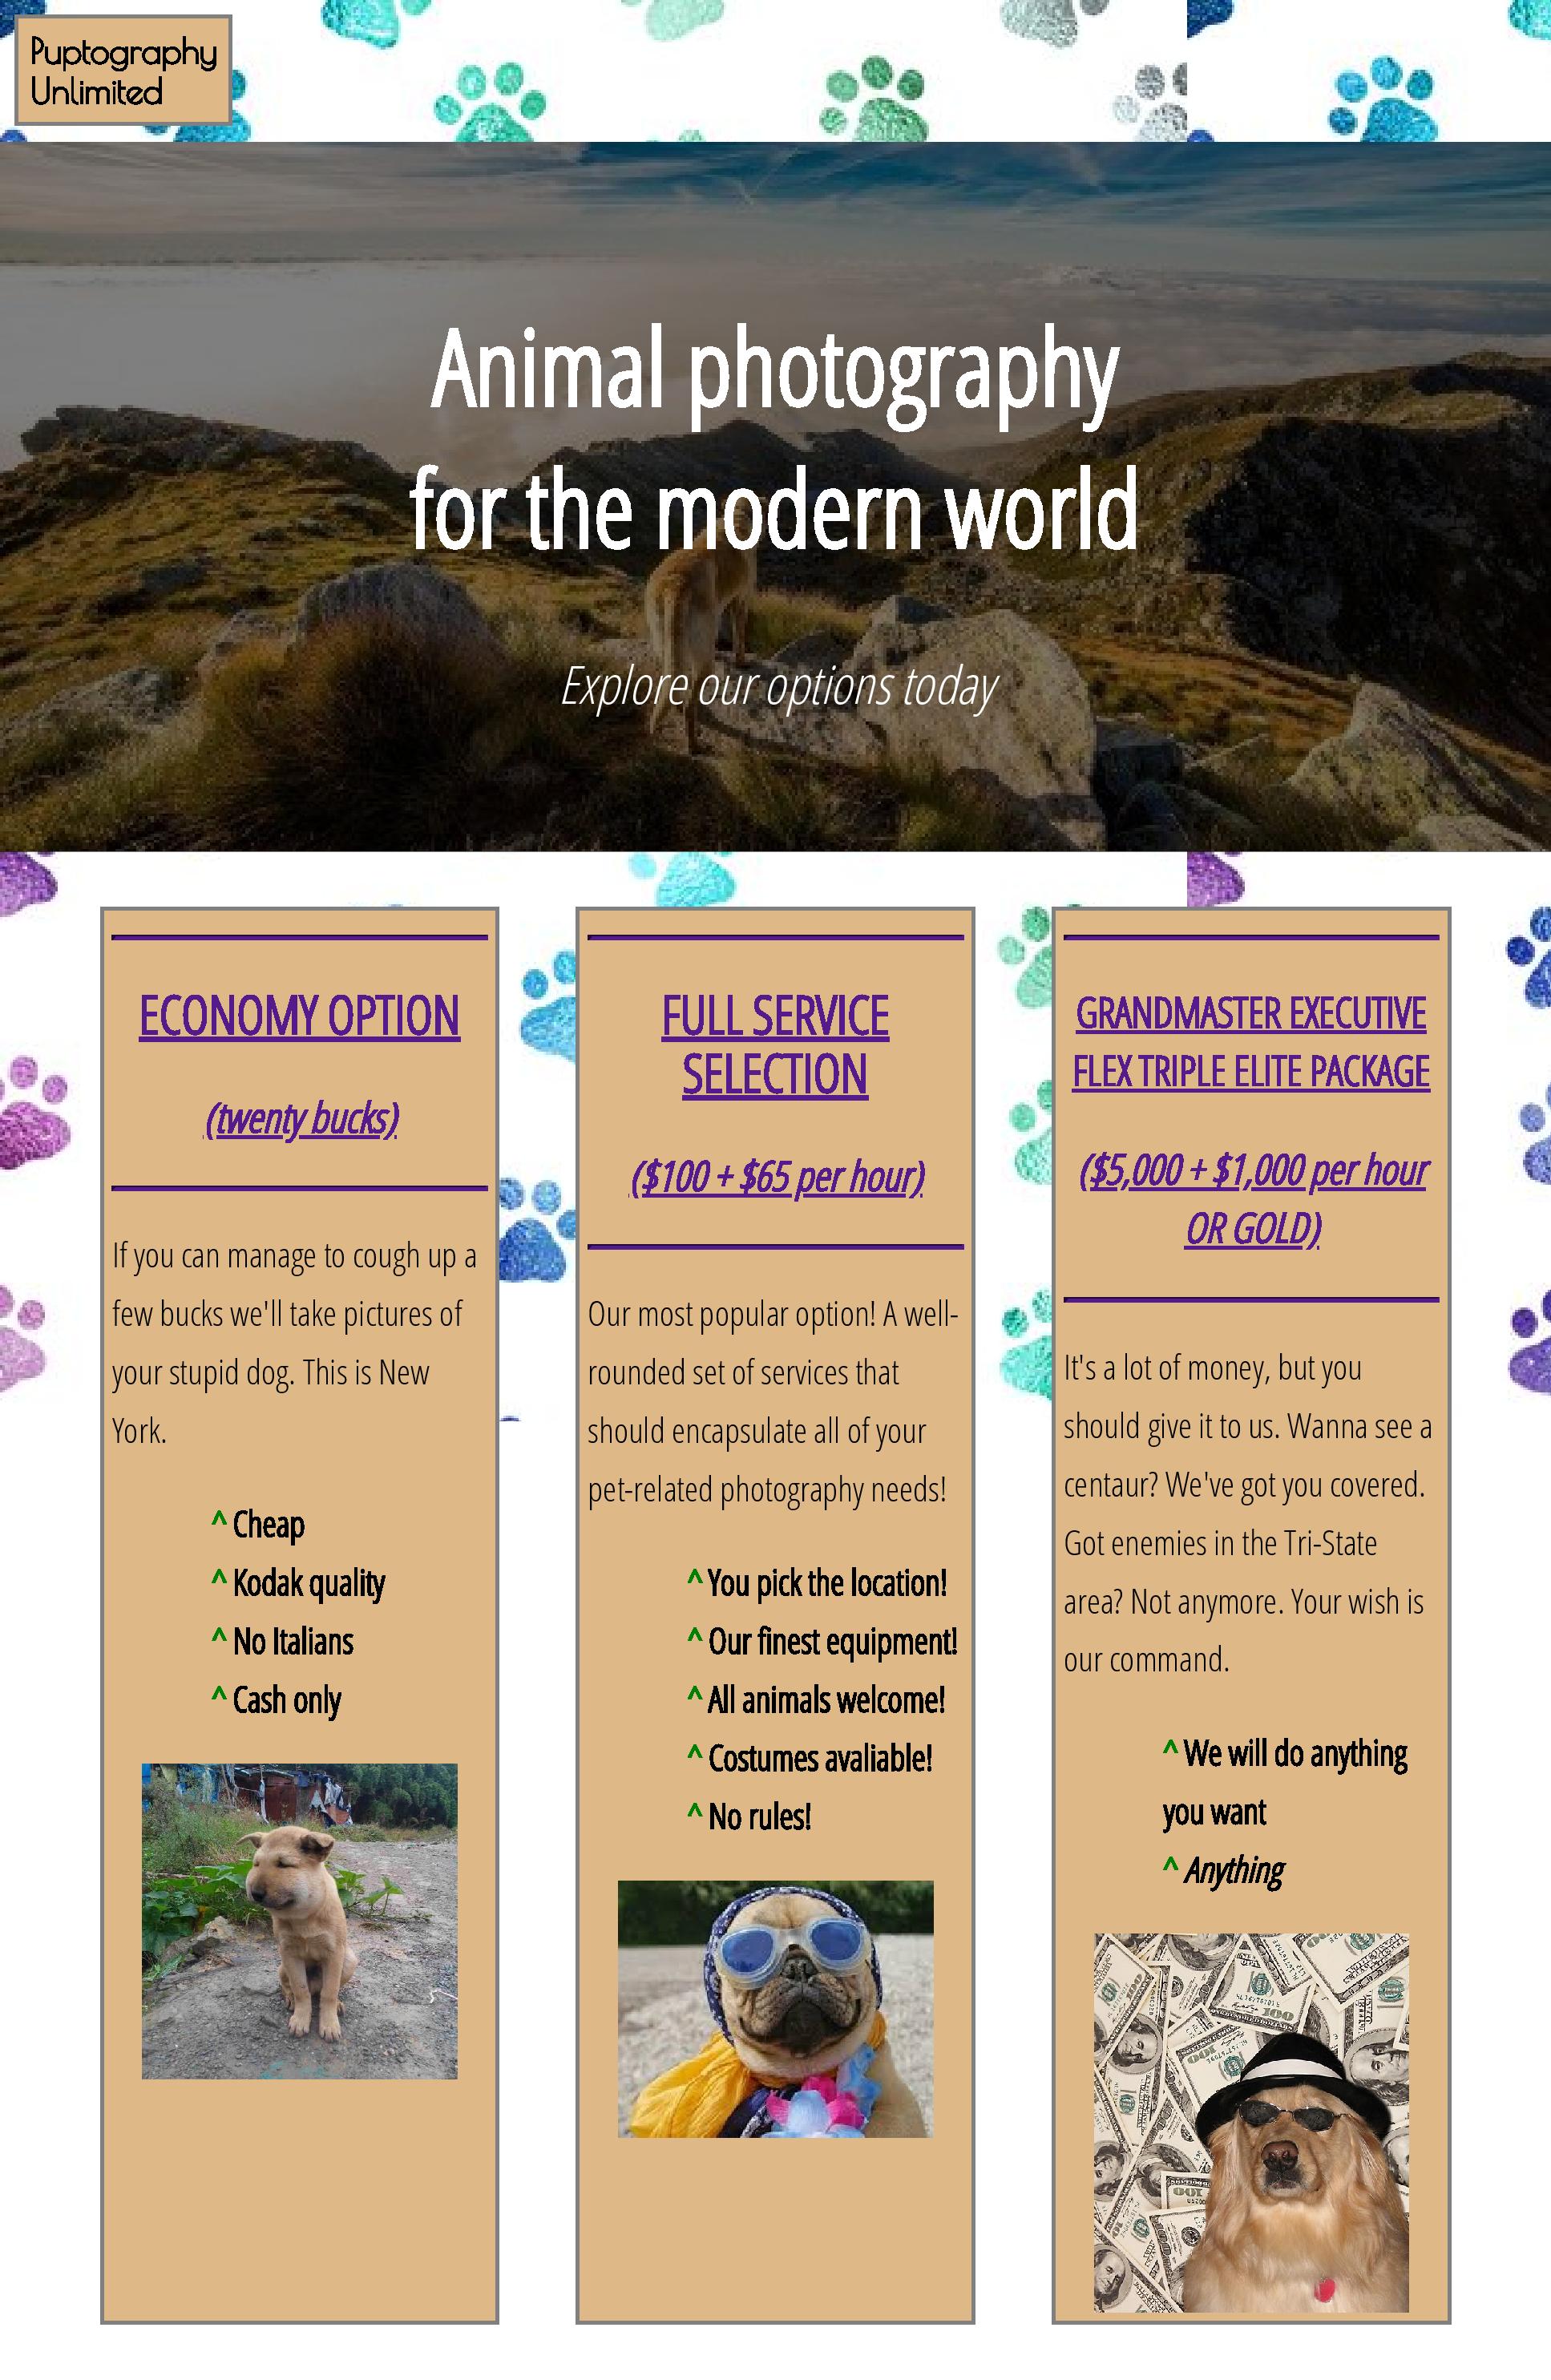 Puptography
Unlimited
Animal photography
for the modern world
Explore our options today
ECONOMY OPTION
(twenty bucks)
If you can manage to cough up a
few bucks we'll take pictures of
your stupid dog. This is New
York.
^ Cheap
^ Kodak quality
^ No Italians
^ Cash only
FULL SERVICE
SELECTION
($100 + $65 per hour)
Our most popular option! A well-
rounded set of services that
should encapsulate all of your
pet-related photography needs!
^ You pick the location!
^ Our finest equipment!
^ All animals welcome!
^ Costumes avaliable!
^ No rules!
GRANDMASTER EXECUTIVE
FLEX TRIPLE ELITE PACKAGE
($5,000 + $1,000 per hour
OR GOLD)
It's a lot of money, but you
should give it to us. Wanna see a
centaur? We've got you covered.
Got enemies in the Tri-State
area? Not anymore. Your wish is
our command.
^ We will do anything
you want
^ Anything